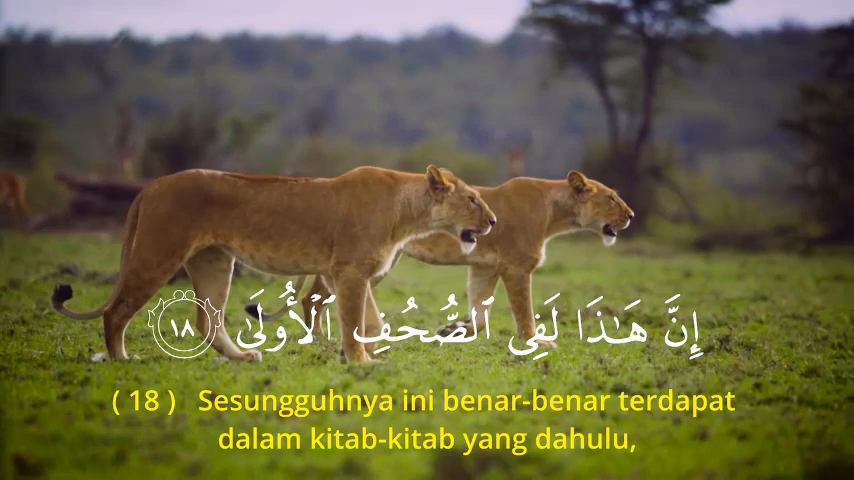 إِنَّ هَـٰذَا لَفِى ٱلصُّحُفِ ٱلْأُولَىٰ ١٨
( 18 ) Sesungguhnya ini benar-benar terdapat
dalam kitab-kitab yang dahulu,